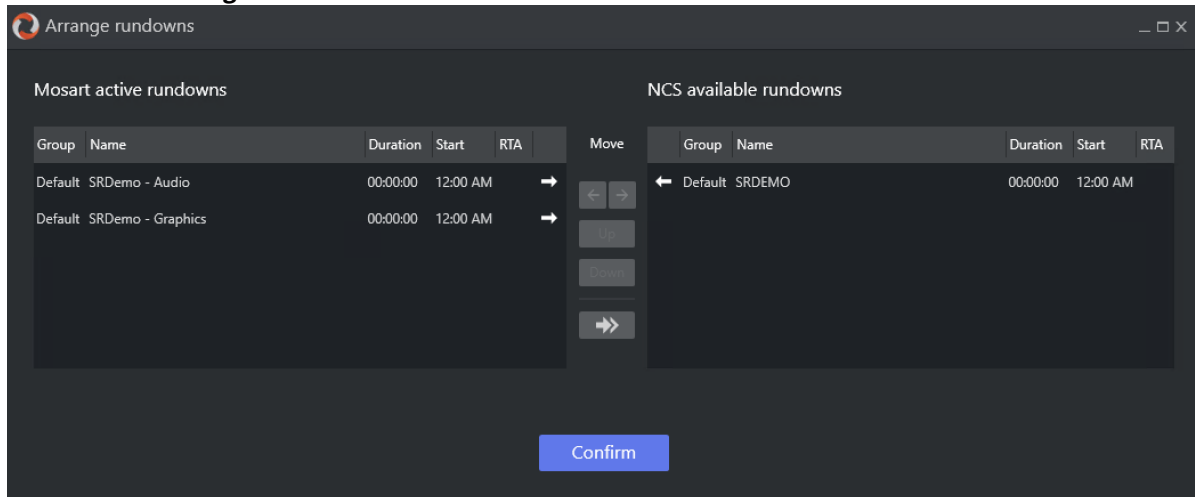 Arrange rundowns
Mosart active rundowns
NCS available rundowns
Group Name Duration Start RTA Move Group Name Duration Start RTA
Default SRDemo - Audio 00:00:00 12:00 AM Default SRDEMO 00:00:00 12:00 AM
Default SRDemo - Graphics 00:00:00 12:00 AM
Up
Down
Confirm